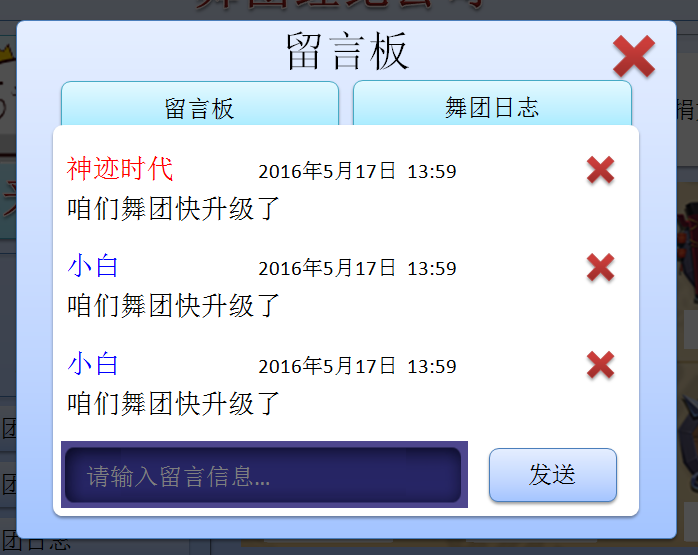 留言板
留言板
舞团日志
神迹时代 2016年5月17日 13:59
咱们舞团快升级了
小白 2016年5月17日 13:59
咱们舞团快升级了
小白 2016年5月17日 13:59
咱们舞团快升级了
请输入留言信息...
发送
团日志